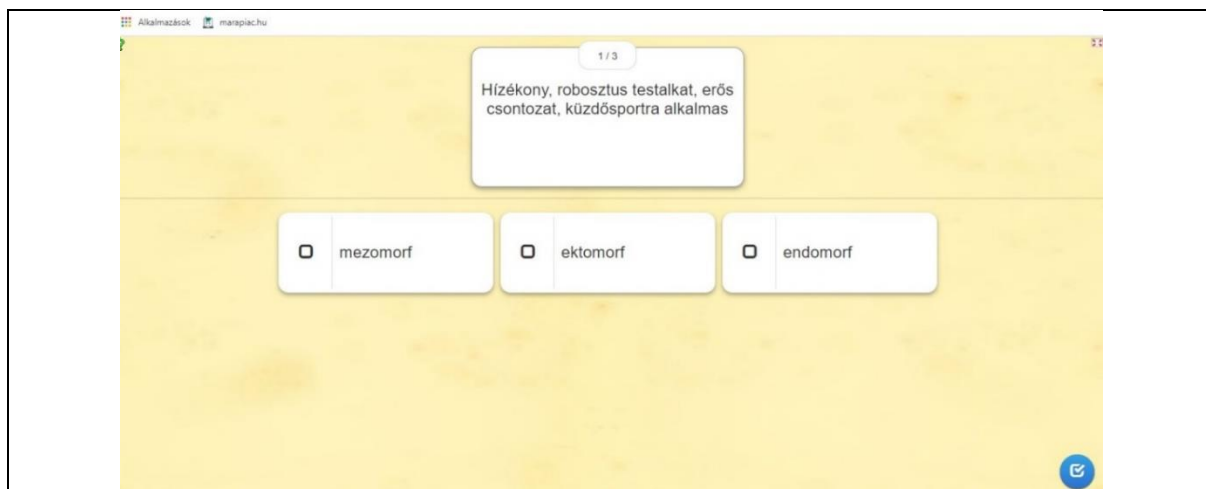 Alkalmazások marapiac.hu
1 / 3
Hízékony, robosztus testalkat, erős
csontozat, küzdősportra alkalmas
mezomorf ektomorf endomorf